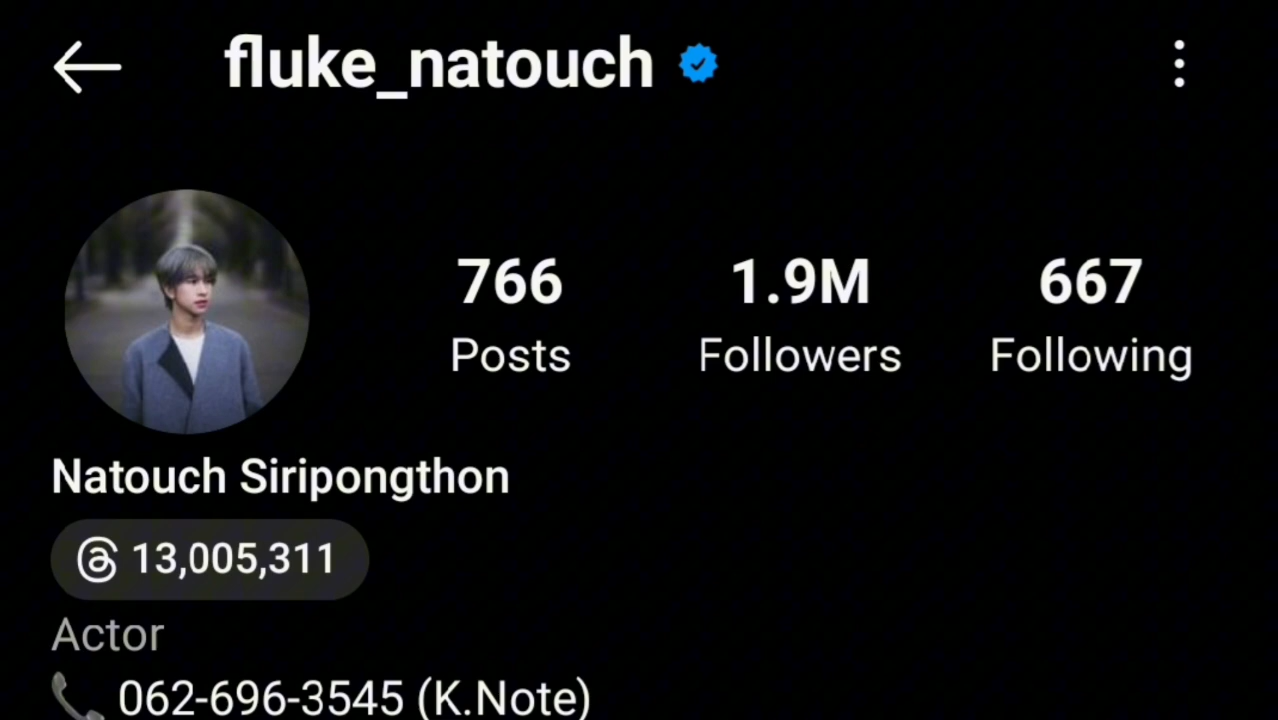 fluke_natouch
766 1.9M 667
Posts Followers Following
Natouch Siripongthon
13,005,311
Actor
062-696-3545 (K.Note)